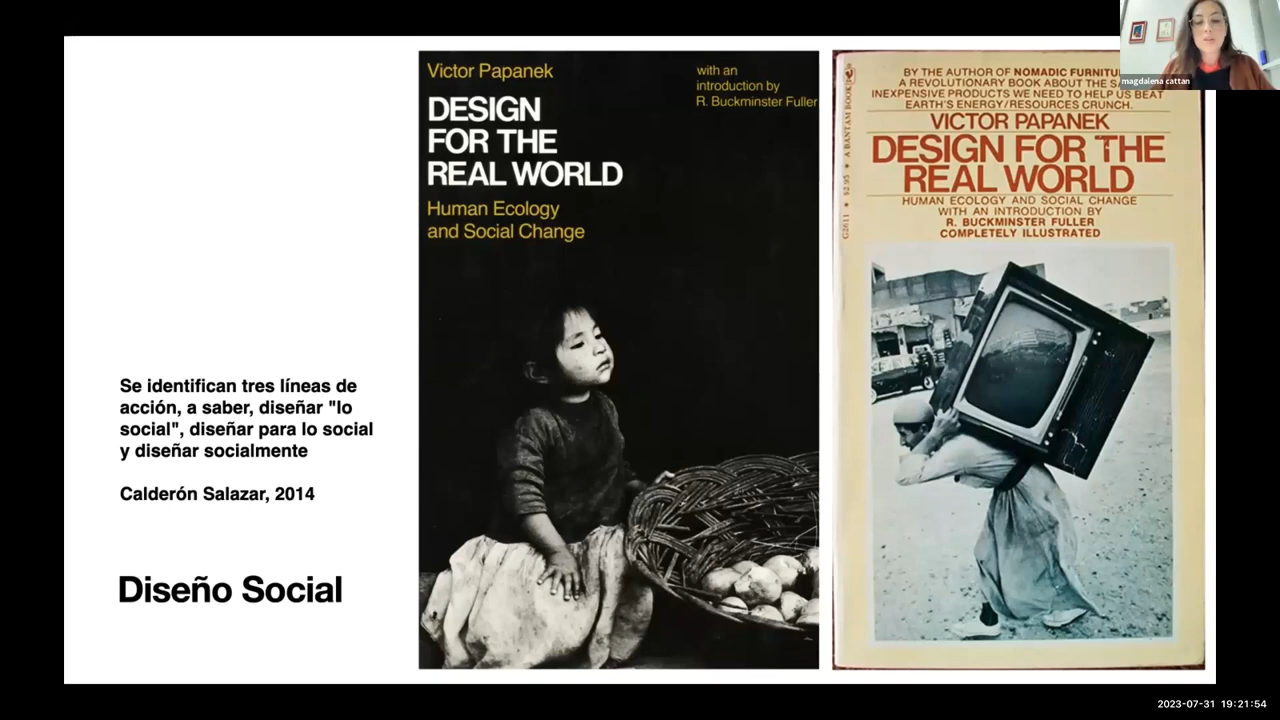 Se identifican tres líneas de
acción, a saber, diseñar "lo
social", diseñar para lo social
y diseñar socialmente
Calderón Salazar, 2014
Diseño Social
Victor Papanek
with an
introduction by
R. Buckminster Fuller
DESIGN
FOR THE
REAL WORLD
Human Ecology
and Social Change
BY THE AUTHOR OF NOMADIC
A REVOLUTIONARY BOOK ABOUT THE
INEXPENSIVE PRODUCTS WE NEED TO HELP US BEAT
EARTH'S ENERGY/RESOURCES CRUNCH.
VICTOR PAPANEK
DESIGN FOR THE
REAL WORLD
HUMAN ECOLOGY AND SOCIAL CHANGE
WITH AN INTRODUCTION BY
R. BUCKMINSTER FULLER
COMPLETELY ILLUSTRATED
G2611 ★ $2.95 ★ A BANTAM BOOK
magdalena cattan
2023-07-31 19:21:54